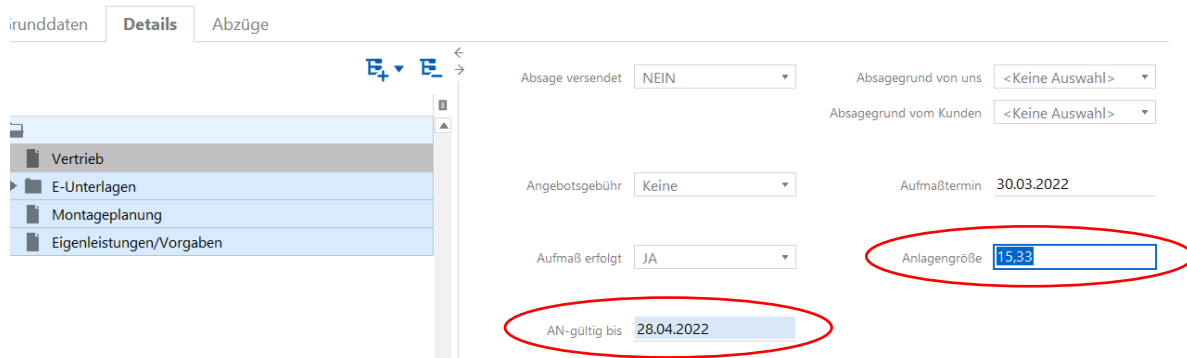 Grunddaten Details Abzüge
Absage versendet NEIN Absagegrund von uns <Keine Auswahl>
Absagegrund vom Kunden <Keine Auswahl>
Vertrieb
E-Unterlagen
Montageplanung
Eigenleistungen/Vorgaben
Angebotsgebühr Keine Aufmaßtermin 30.03.2022
Aufmaß erfolgt JA Anlagengröße 15,33
AN-gültig bis 28.04.2022